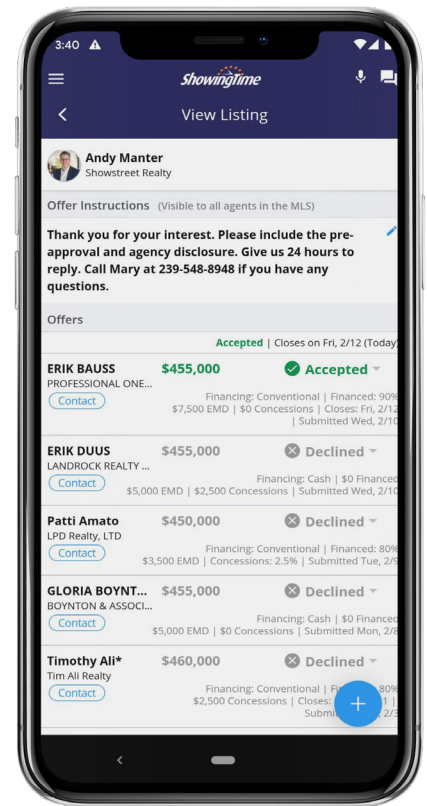 3:40
ShowingTime
View Listing
Andy Manter
Showstreet Realty
Offer Instructions (Visible to all agents in the MLS)
Thank you for your interest. Please include the pre-
approval and agency disclosure. Give us 24 hours to
reply. Call Mary at 239-548-8948 if you have any
questions.
Offers
Accepted | Closes on Fri, 2/12 (Today)
ERIK BAUSS $455,000 Accepted
PROFESSIONAL ONE...
Contact Financing: Conventional | Financed: 90%
$7,500 EMD | $0 Concessions | Closes: Fri, 2/12
| Submitted Wed, 2/10
ERIK DUUS $455,000 Declined
LANDROCK REALTY ...
Contact Financing: Cash | $0 Financed
$5,000 EMD | $2,500 Concessions | Submitted Wed, 2/10
Patti Amato $450,000 Declined
LPD Realty, LTD
Contact Financing: Conventional | Financed: 80%
$3,500 EMD | Concessions: 2.5% | Submitted Tue, 2/9
GLORIA BOYNT... $455,000 Declined
BOYNTON & ASSOCI...
Contact Financing: Cash | $0 Financed
$5,000 EMD | $0 Concessions | Submitted Mon, 2/8
Timothy Ali* $460,000 Declined
Tim Ali Realty
Contact Financing: Conventional | 80%
$2,500 Concessions | Closes: 1 |
2/3
+